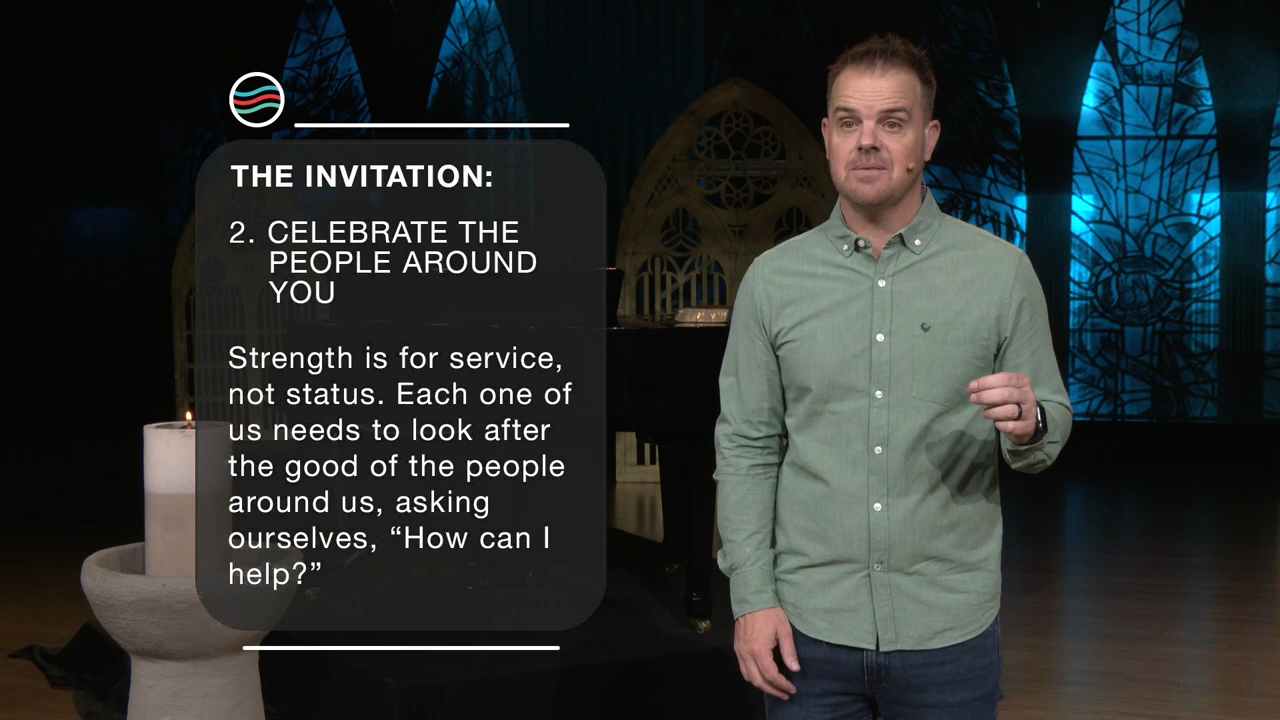 THE INVITATION:
2. CELEBRATE THE
PEOPLE AROUND
YOU
Strength is for service,
not status. Each one of
us needs to look after
the good of the people
around us, asking
ourselves, “How can I
help?”